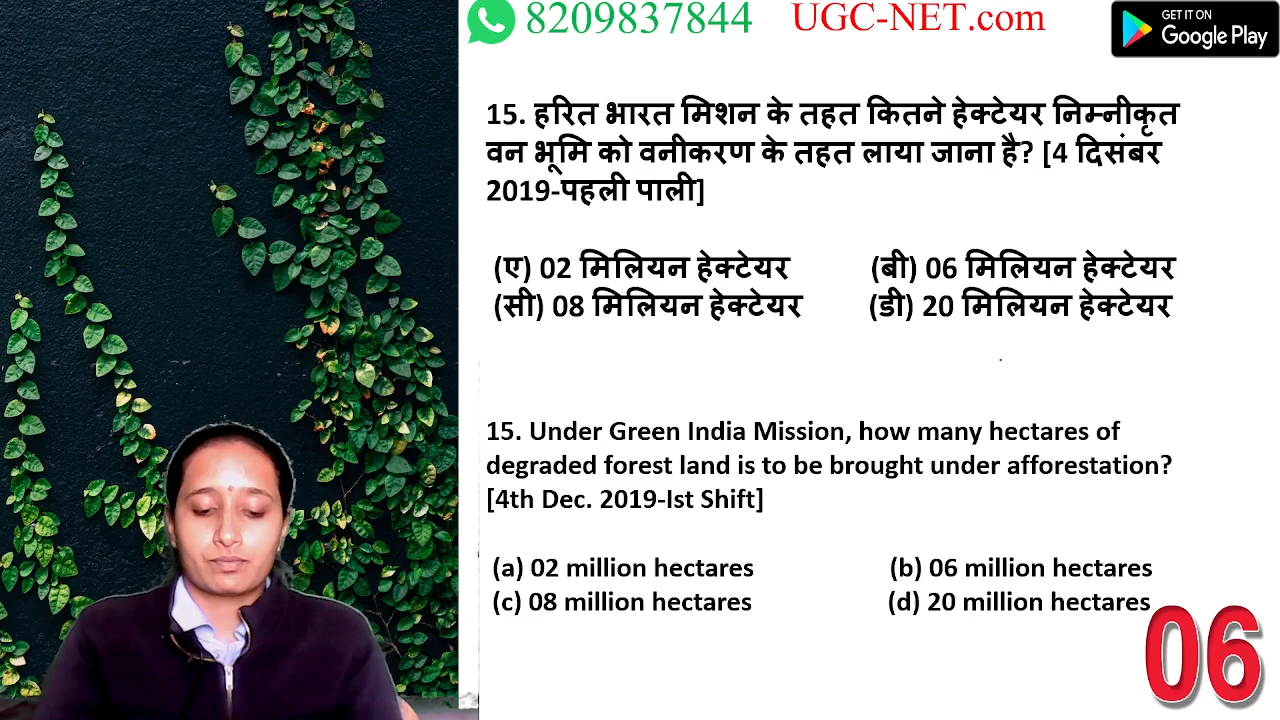 8209837844 UGC-NET.com
GET IT ON
Google Play
15. हरित भारत मिशन के तहत कितने हेक्टेयर निम्नीकृत
वन भूमि को वनीकरण के तहत लाया जाना है? [4 दिसंबर
2019-पहली पाली]
(ए) 02 मिलियन हेक्टेयर (बी) 06 मिलियन हेक्टेयर
(सी) 08 मिलियन हेक्टेयर (डी) 20 मिलियन हेक्टेयर
15. Under Green India Mission, how many hectares of
degraded forest land is to be brought under afforestation?
[4th Dec. 2019-Ist Shift]
(a) 02 million hectares (b) 06 million hectares
(c) 08 million hectares (d) 20 million hectares
06